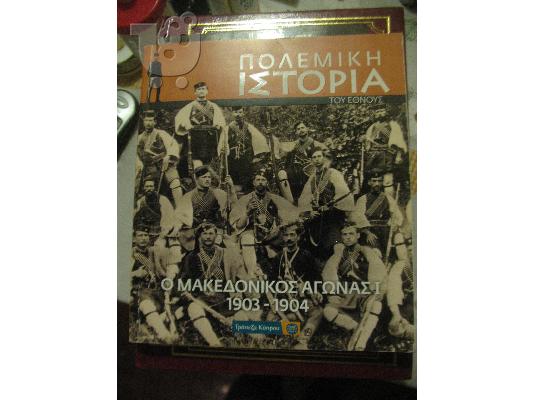 ΠΟΛΕΜΙΚΗ
ΙΣΤΟΡΙΑ
ΤΟΥ ΕΘΝΟΥΣ
Ο ΜΑΚΕΔΟΝΙΚΟΣ ΑΓΩΝΑΣ Ι
1903 - 1904
Τράπεζα Κύπρου